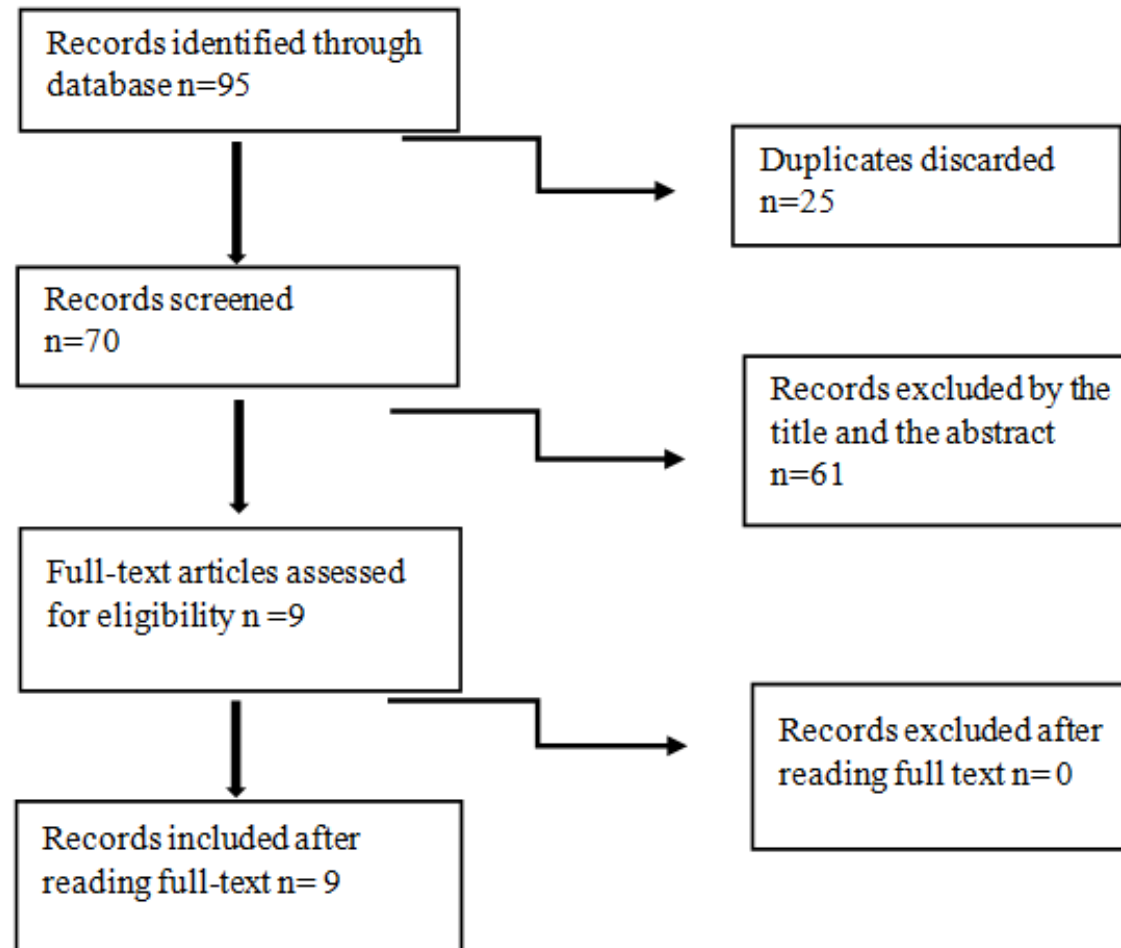 Records identified through
database n=95
Duplicates discarded
n=25
Records screened
n=70
Records excluded by the
title and the abstract
n=61
Full-text articles assessed
for eligibility n =9
Records excluded after
reading full text n= 0
Records included after
reading full-text n= 9